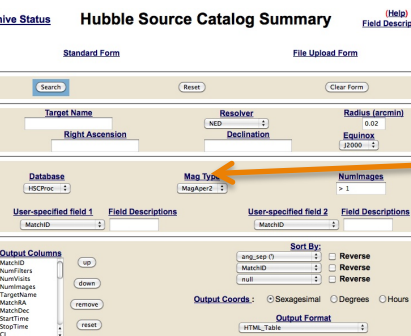 hive Status Hubble Source Catalog Summary (Help)
Field Descrip
Standard Form File Upload Form
Search Reset Clear Form
Target Name Resolver Radius (arcmin)
NED 0.02
Right Ascension Declination Equinox
J2000
Database Mag Type NumImages
HSCProc MagAper2 > 1
User-specified field 1 Field Descriptions User-specified field 2 Field Descriptions
MatchID MatchID
Output Columns Sort By:
MatchID up ang_sep (') Reverse
NumFilters MatchID Reverse
NumVisits down null Reverse
NumImages
TargetName remove Output Coords : Sexagesimal Degrees Hours
MatchRA
MatchDec
StartTime reset Output Format
StopTime HTML_Table
CI